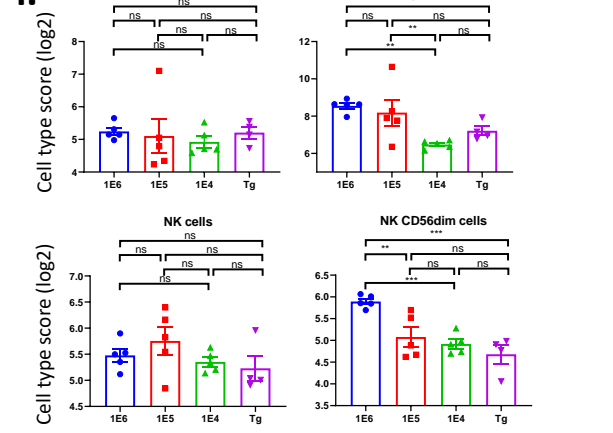 ns
ns ns
ns ns
ns
Cell type score (log2)
8
7
6
5
4
1E6 1E5 1E4 Tg
ns ns
** ns
**
12
10
8
6
1E6 1E5 1E4 Tg
NK cells
ns
ns ns
ns ns
ns
Cell type score (log2)
7.0
6.5
6.0
5.5
5.0
4.5
1E6 1E5 1E4 Tg
NK CD56dim cells
***
** ns
ns ns
***
6.5
6.0
5.5
5.0
4.5
4.0
3.5
1E6 1E5 1E4 Tg